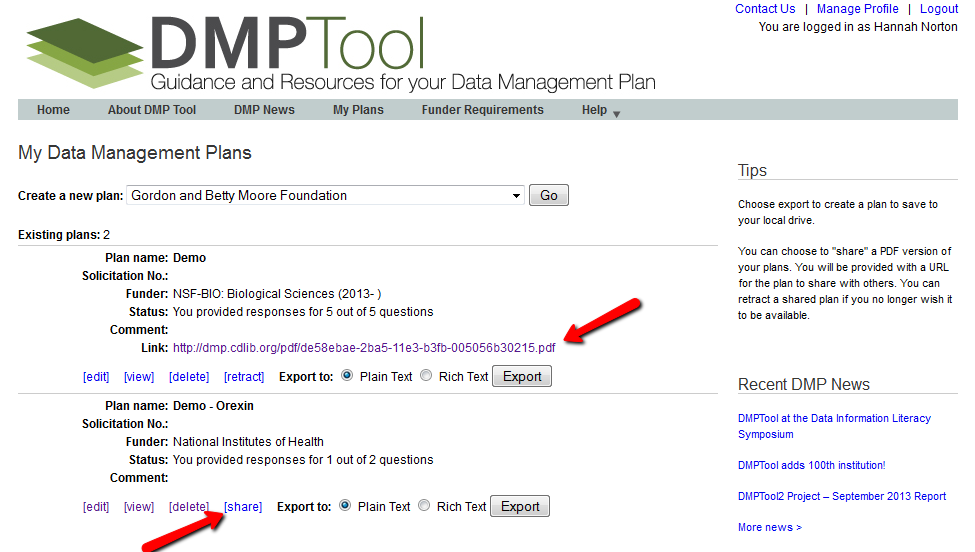 Contact Us | Manage Profile | Logout
You are logged in as Hannah Norton
DMPTool
Guidance and Resources for your Data Management Plan
Home About DMP Tool DMP News My Plans Funder Requirements Help
My Data Management Plans
Create a new plan: Gordon and Betty Moore Foundation Go
Existing plans: 2
Plan name: Demo
Solicitation No.:
Funder: NSF-BIO: Biological Sciences (2013- )
Status: You provided responses for 5 out of 5 questions
Comment:
Link: http://dmp.cdlib.org/pdf/de58ebae-2ba5-11e3-b3fb-005056b30215.pdf
[edit] [view] [delete] [retract] Export to: Plain Text Rich Text Export
Plan name: Demo - Orexin
Solicitation No.:
Funder: National Institutes of Health
Status: You provided responses for 1 out of 2 questions
Comment:
[edit] [view] [delete] [share] Export to: Plain Text Rich Text Export
Tips
Choose export to create a plan to save to
your local drive.
You can choose to "share" a PDF version of
your plans. You will be provided with a URL
for the plan to share with others. You can
retract a shared plan if you no longer wish it
to be available.
Recent DMP News
DMPTool at the Data Information Literacy
Symposium
DMPTool adds 100th institution!
DMPTool2 Project – September 2013 Report
More news >